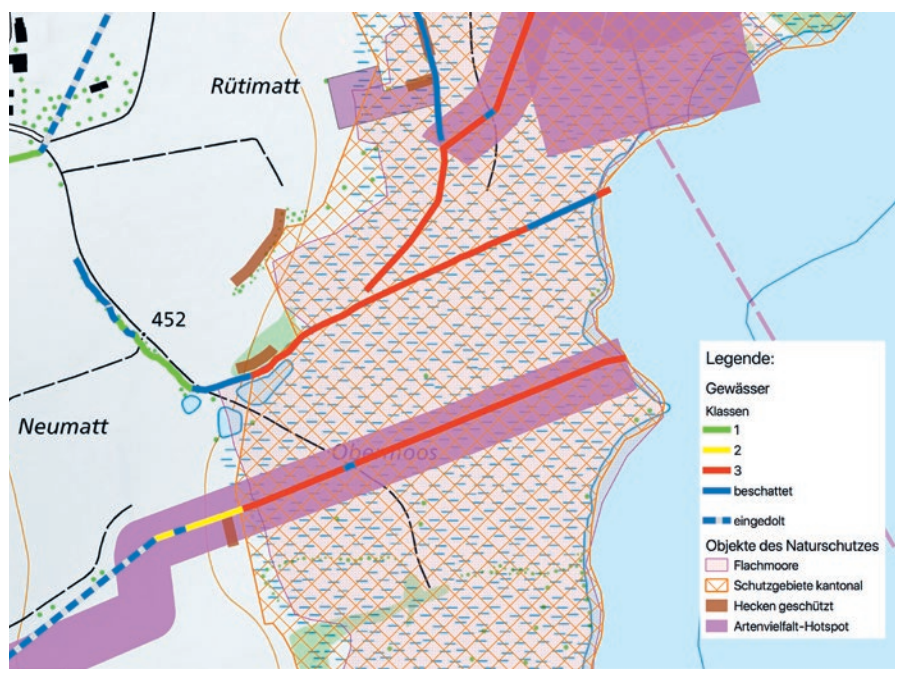 Rütimatt
452
Neumatt
Obermoos
Legende:
Gewässer
Klassen
1
2
3
beschattet
eingedolt
Objekte des Naturschutzes
Flachmoore
Schutzgebiete kantonal
Hecken geschützt
Artenvielfalt-Hotspot